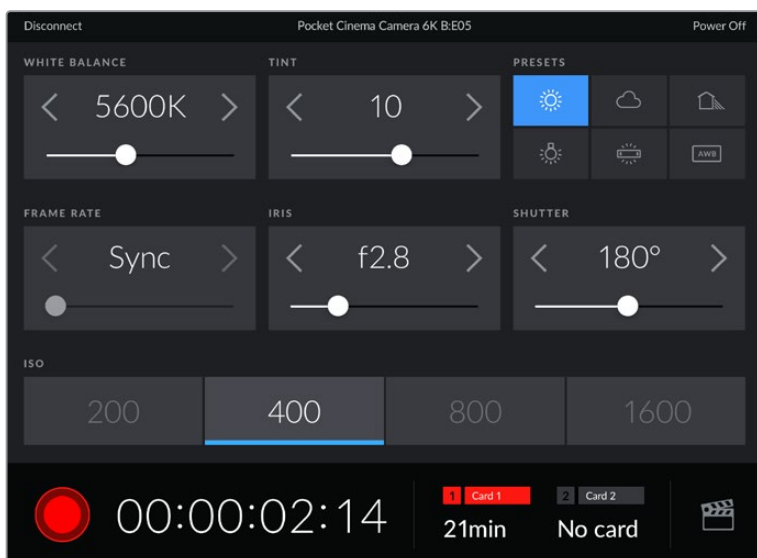 Disconnect Pocket Cinema Camera 6K B:E05 Power Off
WHITE BALANCE TINT PRESETS
5600K 10
AWB
FRAME RATE IRIS SHUTTER
Sync f2.8 180°
ISO
200 400 800 1600
00:00:02:14
1 Card 1 2 Card 2
21min No card